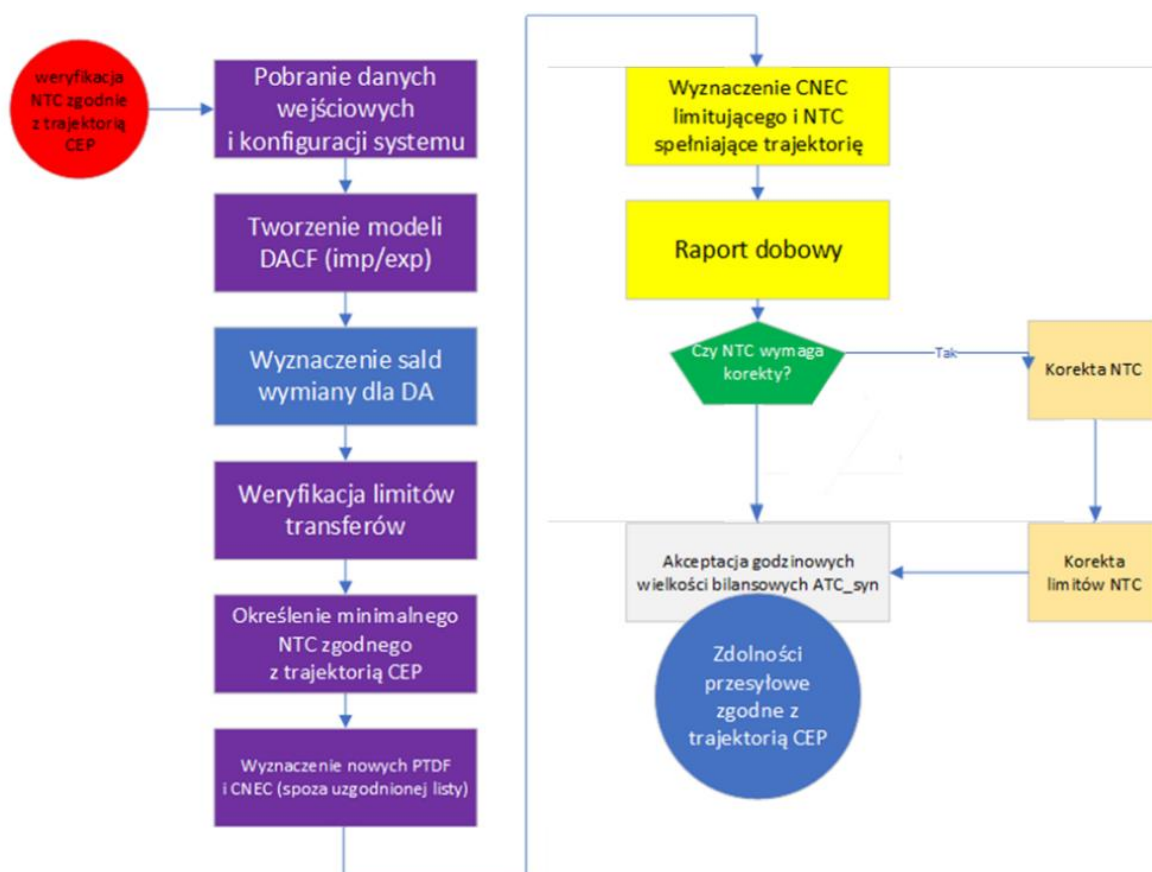 weryfikacja
NTC zgodnie
z trajektorią
CEP
Pobranie danych
wejściowych
i konfiguracji systemu
Tworzenie modeli
DACF (imp/exp)
Wyznaczenie sald
wymiany dla DA
Weryfikacja limitów
transferów
Określenie minimalnego
NTC zgodnego
z trajektorią CEP
Wyznaczenie nowych PTDF
i CNEC (spoza uzgodnionej listy)
Wyznaczenie CNEC
limitującego i NTC
spełniające trajektorię
Raport dobowy
Czy NTC wymaga
korekty?
Tak
Korekta NTC
Korekta
limitów NTC
Akceptacja godzinowych
wielkości bilansowych ATC_syn
Zdolności
przesyłowe
zgodne z
trajektorią CEP